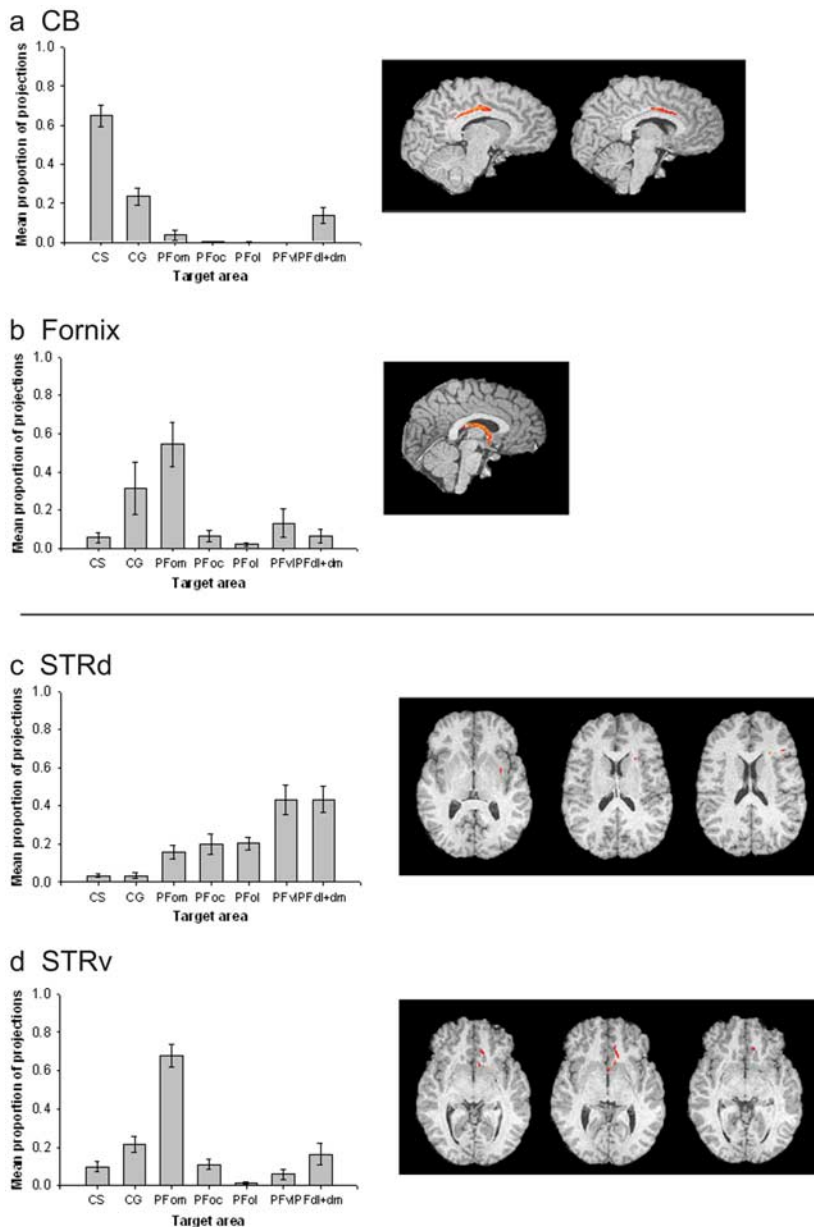 a CB
Mean proportion of projections
1.0
0.8
0.6
0.4
0.2
0.0
CS CG PFom PFoc PFol PFvlPFdl+dm
Target area
b Fornix
Mean proportion of projections
1.0
0.8
0.6
0.4
0.2
0.0
CS CG PFom PFoc PFol PFvlPFdl+dm
Target area
c STRd
Mean proportion of projections
1.0
0.8
0.6
0.4
0.2
0.0
CS CG PFom PFoc PFol PFvlPFdl+dm
Target area
d STRv
Mean proportion of projections
1.0
0.8
0.6
0.4
0.2
0.0
CS CG PFom PFoc PFol PFvlPFdl+dm
Target area